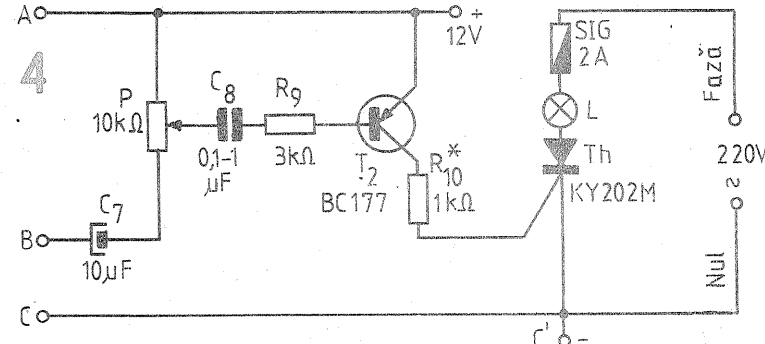 A
+
12V
SIG
2A
4
Fază
P
10kΩ
C8
R9
L
0,1-1
μF
3kΩ
T2
BC177
R10*
1kΩ
Th
KY202M
220V
~
C7
B
10μF
Nul
C
C'
-